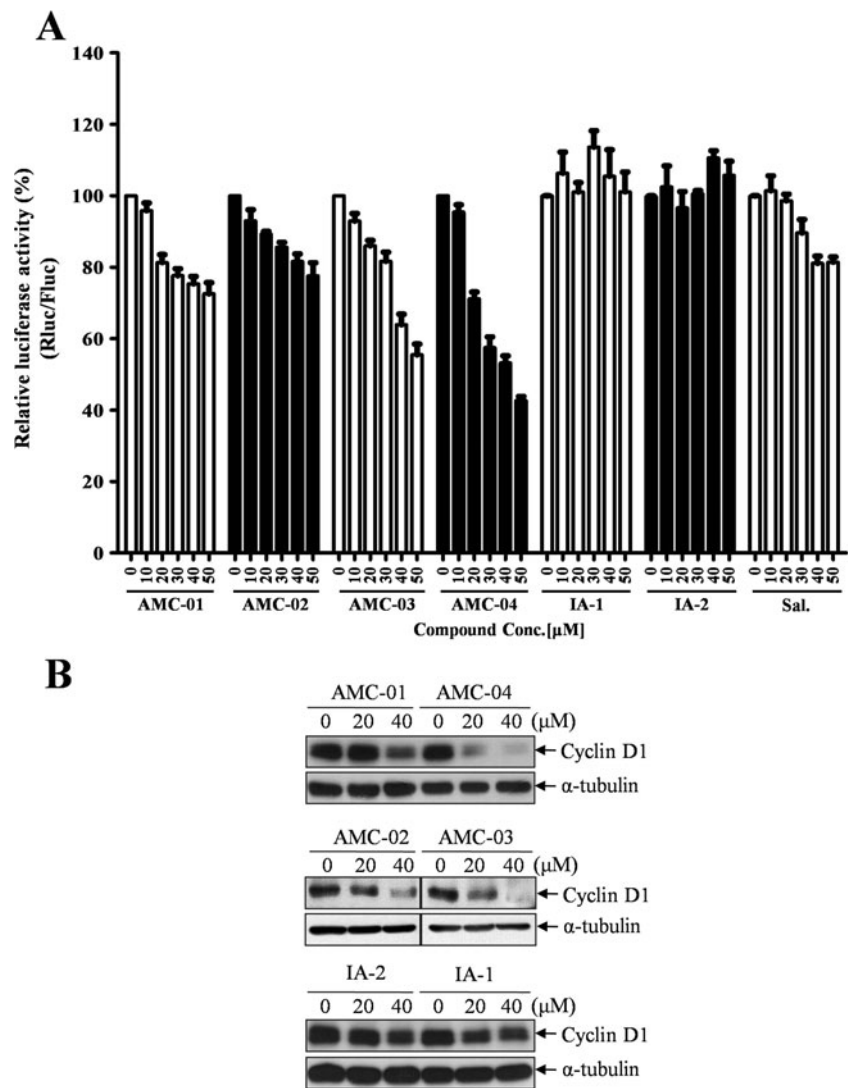 A
Relative luciferase activity (%)
(Rluc/Fluc)
140
120
100
80
60
40
20
0
0 10 20 30 40 50 0 10 20 30 40 50 0 10 20 30 40 50 0 10 20 30 40 50 0 10 20 30 40 50 0 10 20 30 40 50 0 10 20 30 40 50
AMC-01 AMC-02 AMC-03 AMC-04 IA-1 IA-2 Sal.
Compound Conc.[µM]
B
AMC-01 AMC-04
0 20 40 0 20 40 (µM)
Cyclin D1
α-tubulin
AMC-02 AMC-03
0 20 40 0 20 40 (µM)
Cyclin D1
α-tubulin
IA-2 IA-1
0 20 40 0 20 40 (µM)
Cyclin D1
α-tubulin